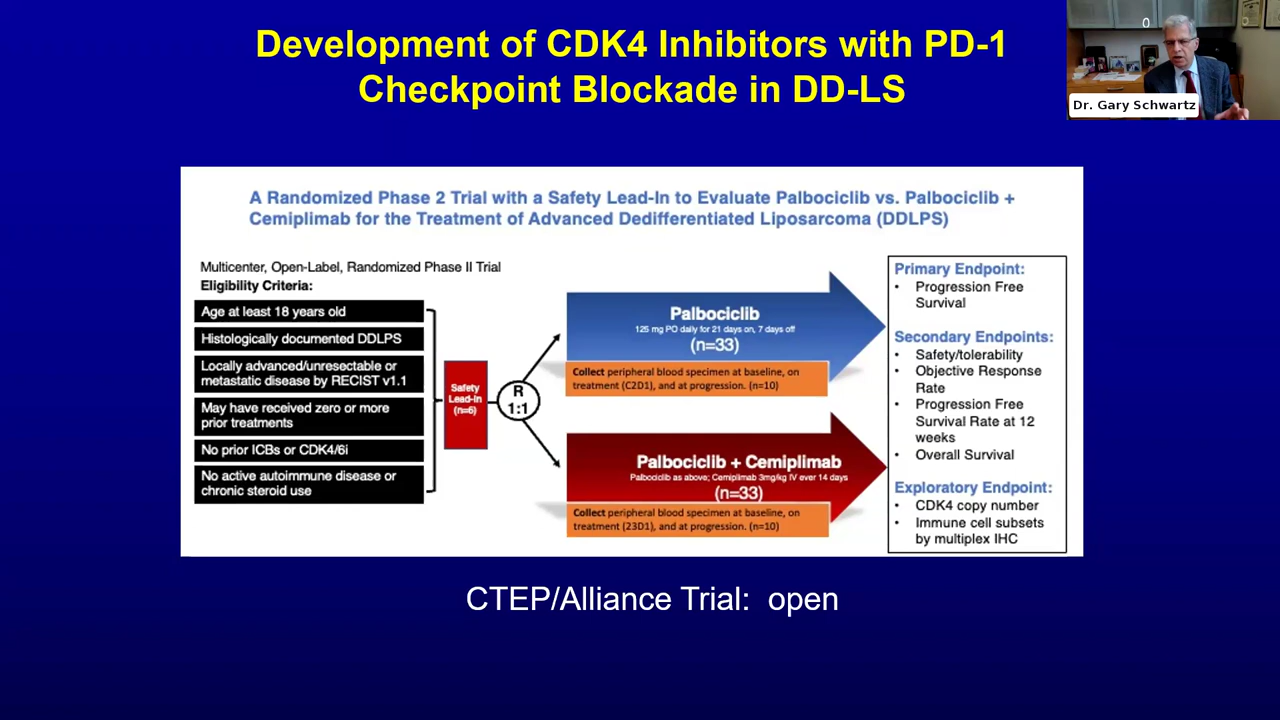 Development of CDK4 Inhibitors with PD-1
Checkpoint Blockade in DD-LS
0
Dr. Gary Schwartz
A Randomized Phase 2 Trial with a Safety Lead-In to Evaluate Palbociclib vs. Palbociclib +
Cemiplimab for the Treatment of Advanced Dedifferentiated Liposarcoma (DDLPS)
Multicenter, Open-Label, Randomized Phase II Trial
Eligibility Criteria:
Age at least 18 years old
Histologically documented DDLPS
Locally advanced/unresectable or
metastatic disease by RECIST v1.1
May have received zero or more
prior treatments
No prior ICBs or CDK4/6i
No active autoimmune disease or
chronic steroid use
Safety
Lead-In
(n=6)
R
1:1
Palbociclib
125 mg PO daily for 21 days on, 7 days off
(n=33)
Collect peripheral blood specimen at baseline, on
treatment (C2D1), and at progression. (n=10)
Palbociclib + Cemiplimab
Palbociclib as above; Cemiplimab 3mg/kg IV ever 14 days
(n=33)
Collect peripheral blood specimen at baseline, on
treatment (23D1), and at progression. (n=10)
Primary Endpoint:
• Progression Free
Survival
Secondary Endpoints:
• Safety/tolerability
• Objective Response
Rate
• Progression Free
Survival Rate at 12
weeks
• Overall Survival
Exploratory Endpoint:
• CDK4 copy number
• Immune cell subsets
by multiplex IHC
CTEP/Alliance Trial: open